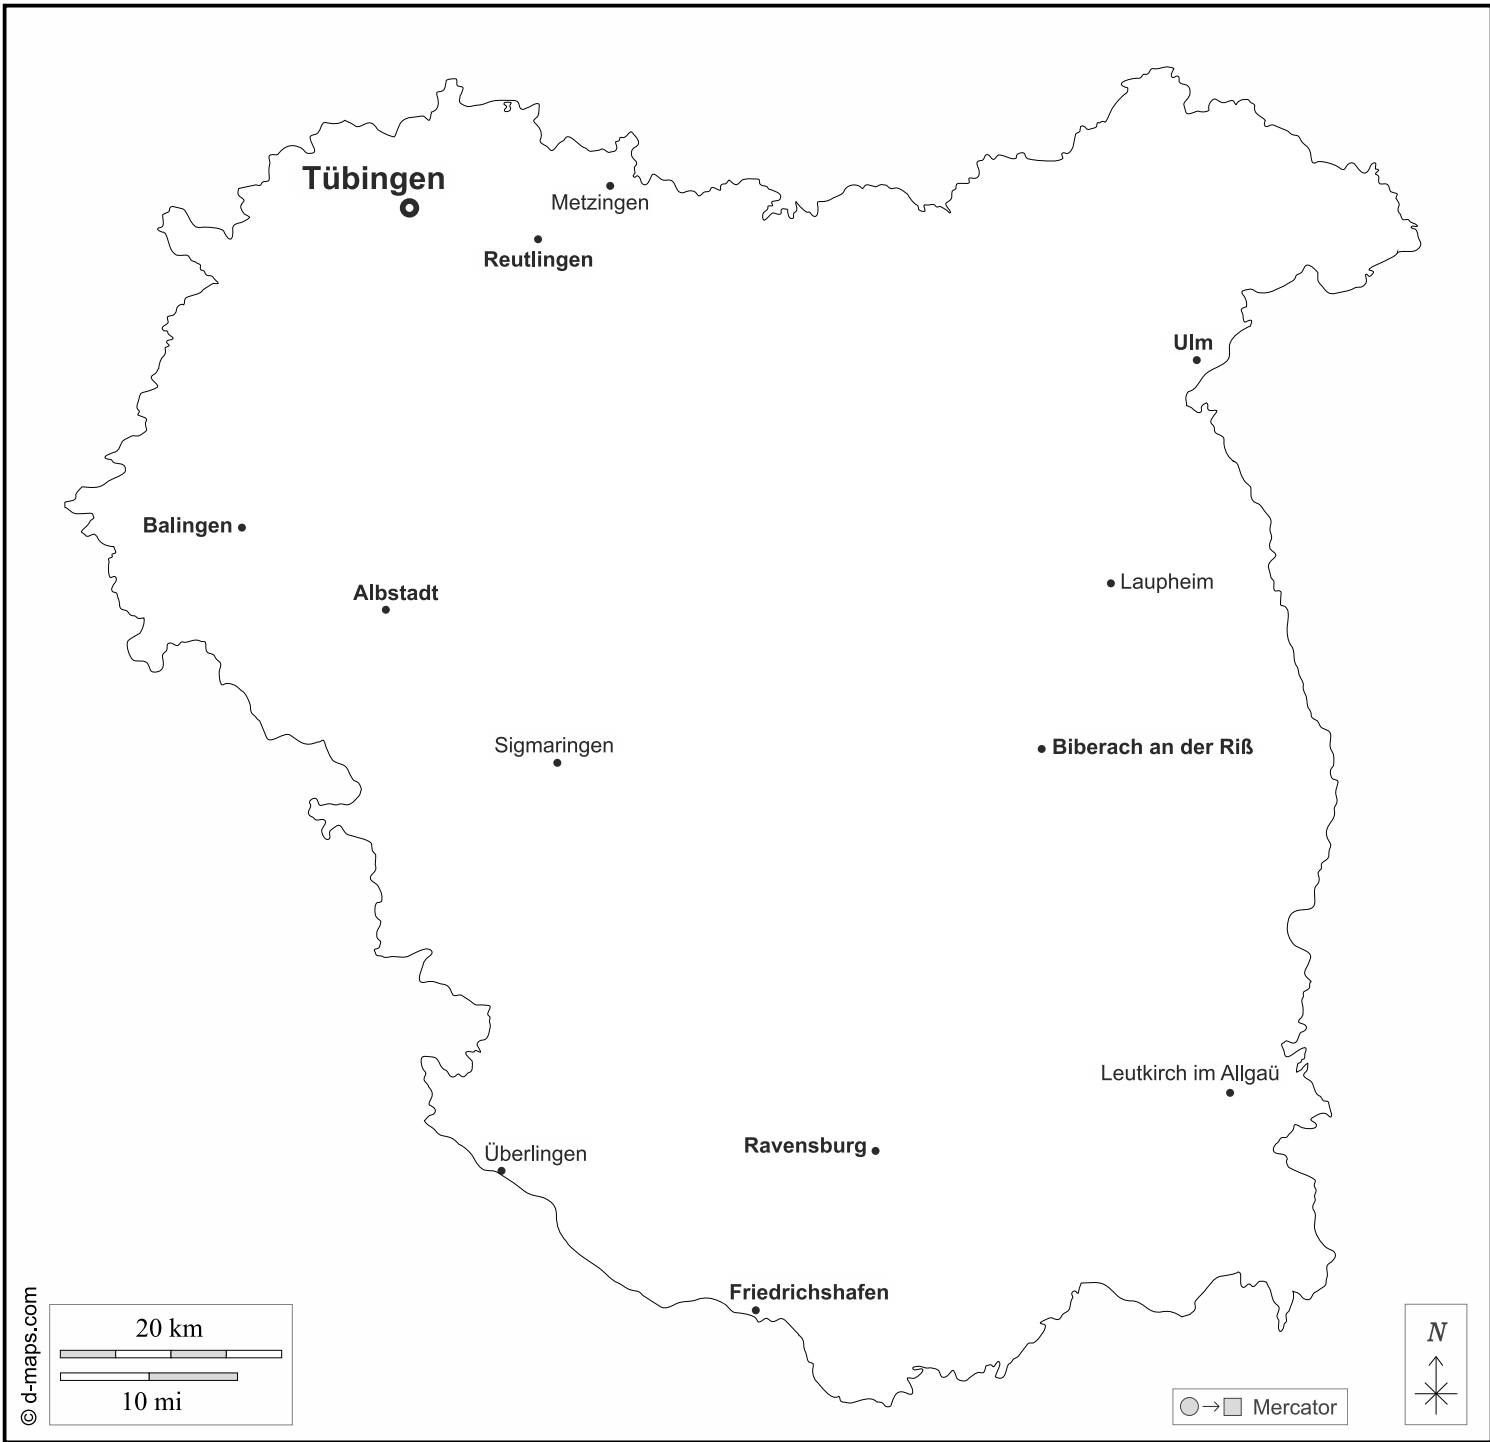 Tübingen
Metzingen
Reutlingen
Ulm
Balingen
Laupheim
Albstadt
Sigmaringen
Biberach an der Riß
Leutkirch im Allgaü
Ravensburg
Überlingen
Friedrichshafen
© d-maps.com
20 km
10 mi
N
Mercator